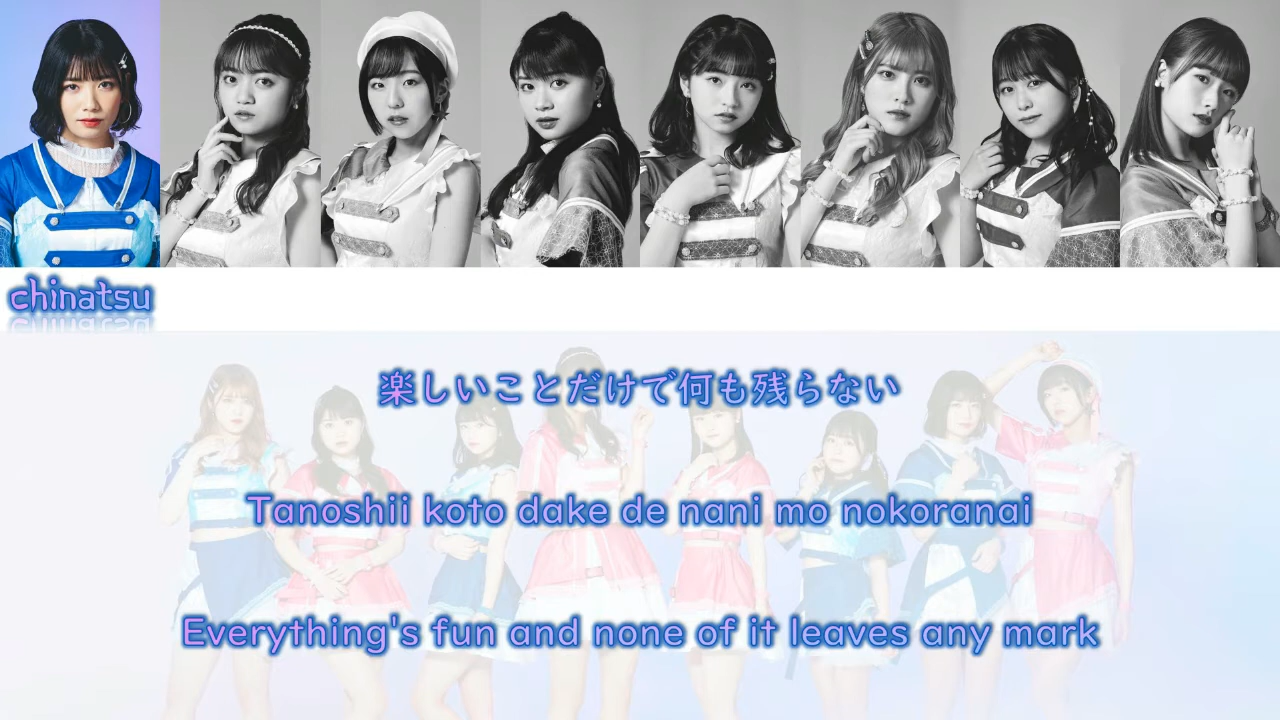 chinatsu
楽しいことだけで何も残らない
Tanoshii koto dake de nani mo nokoranai
Everything's fun and none of it leaves any mark